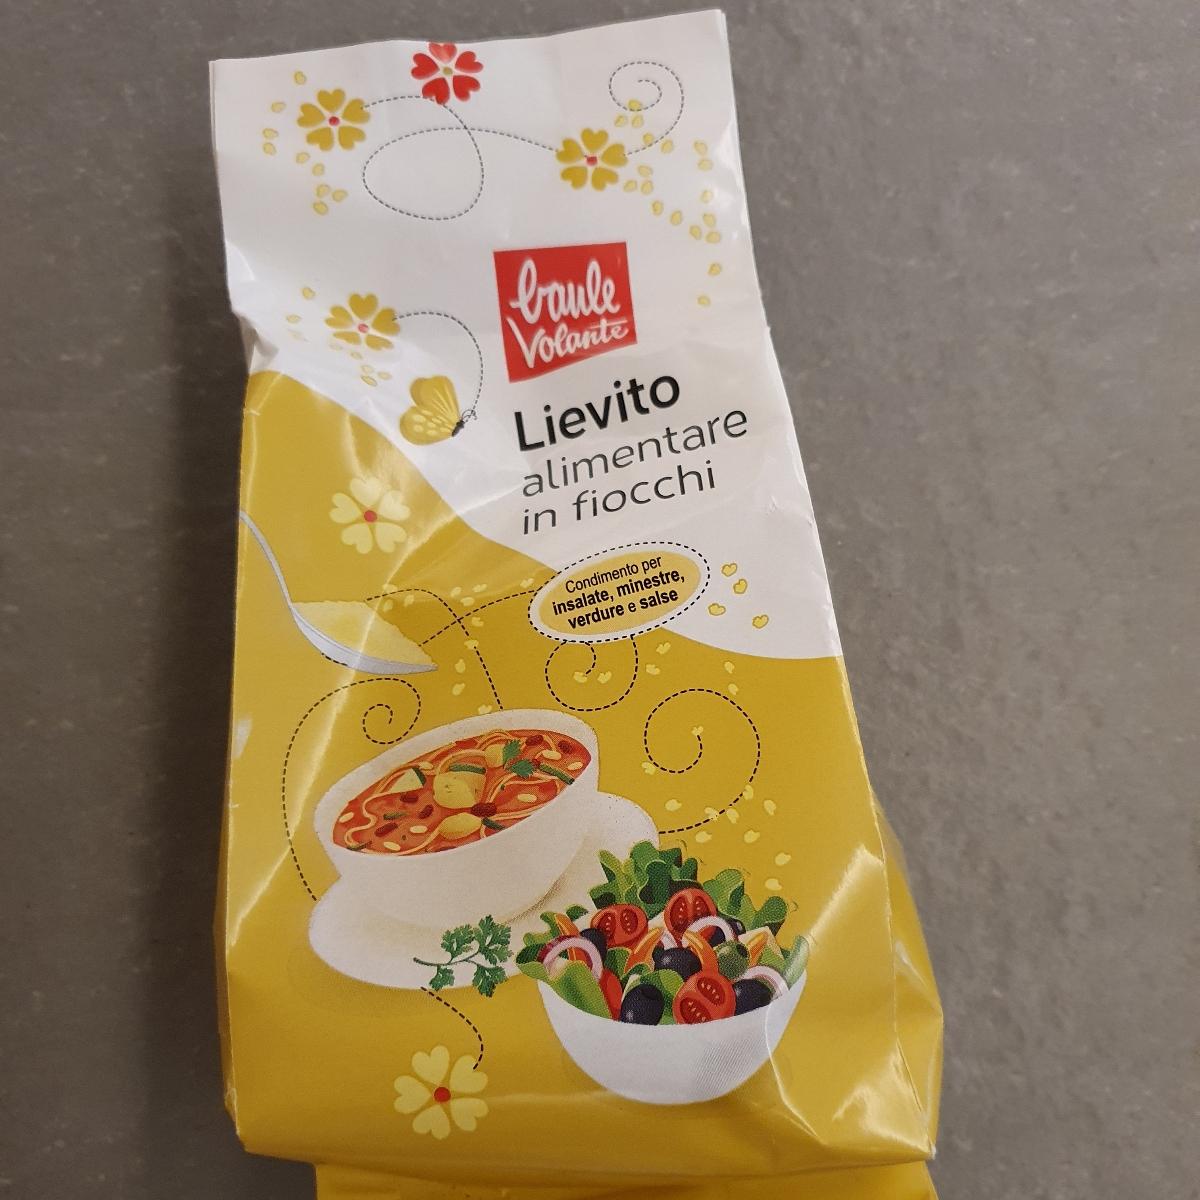 baule
Volante
Lievito
alimentare
in fiocchi
Condimento per
insalate, minestre,
verdure e salse